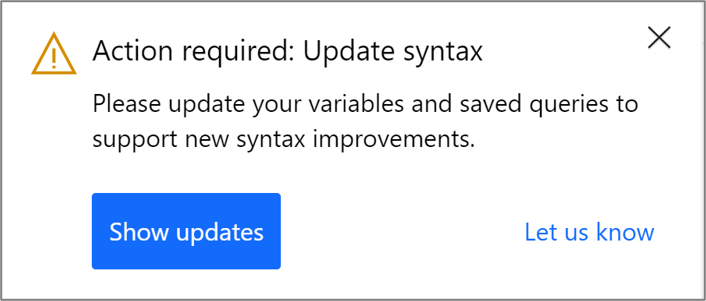 Action required: Update syntax
Please update your variables and saved queries to
support new syntax improvements.
Show updates
Let us know